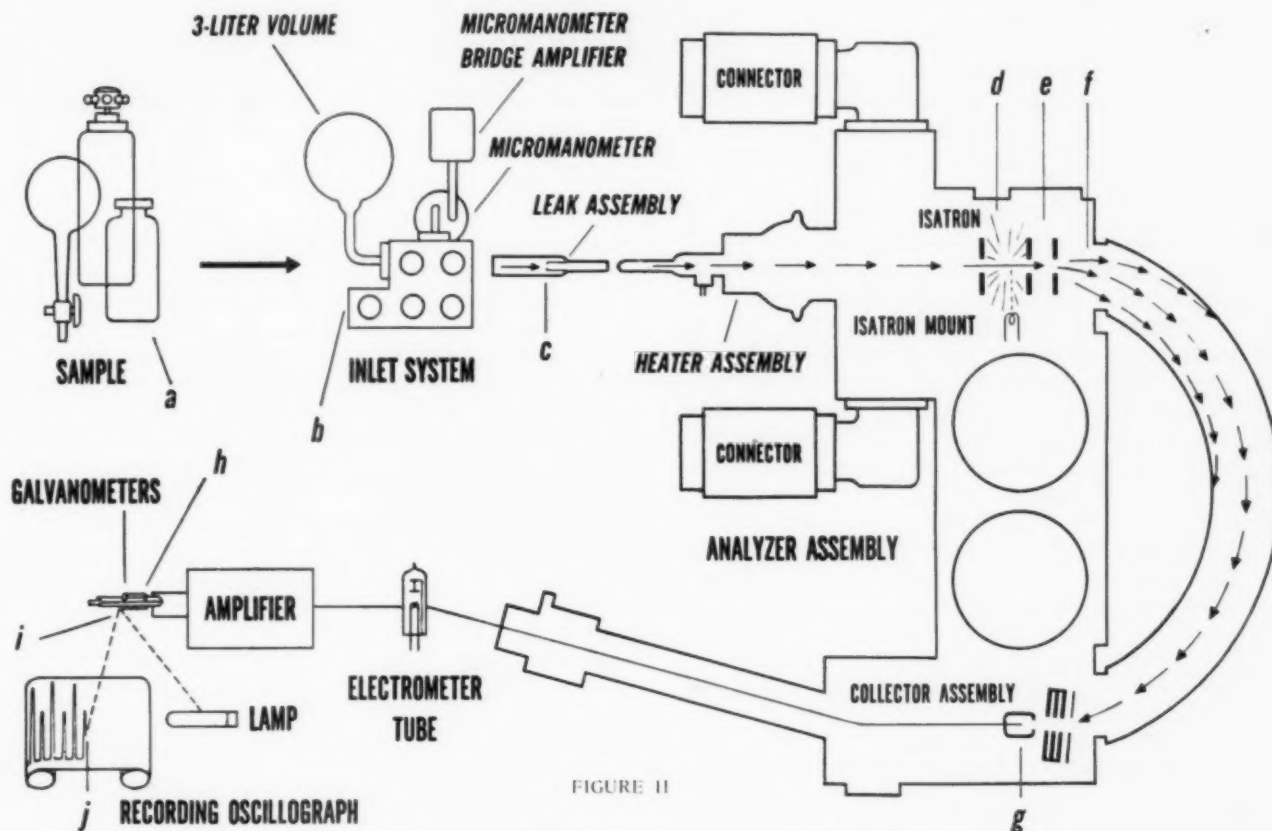 3-LITER VOLUME
MICROMANOMETER
BRIDGE AMPLIFIER
MICROMANOMETER
LEAK ASSEMBLY
CONNECTOR
d e f
ISATRON
ISATRON MOUNT
SAMPLE
a
INLET SYSTEM
b
c
HEATER ASSEMBLY
CONNECTOR
ANALYZER ASSEMBLY
h
GALVANOMETERS
AMPLIFIER
i
ELECTROMETER
TUBE
LAMP
COLLECTOR ASSEMBLY
j
RECORDING OSCILLOGRAPH
FIGURE II
g